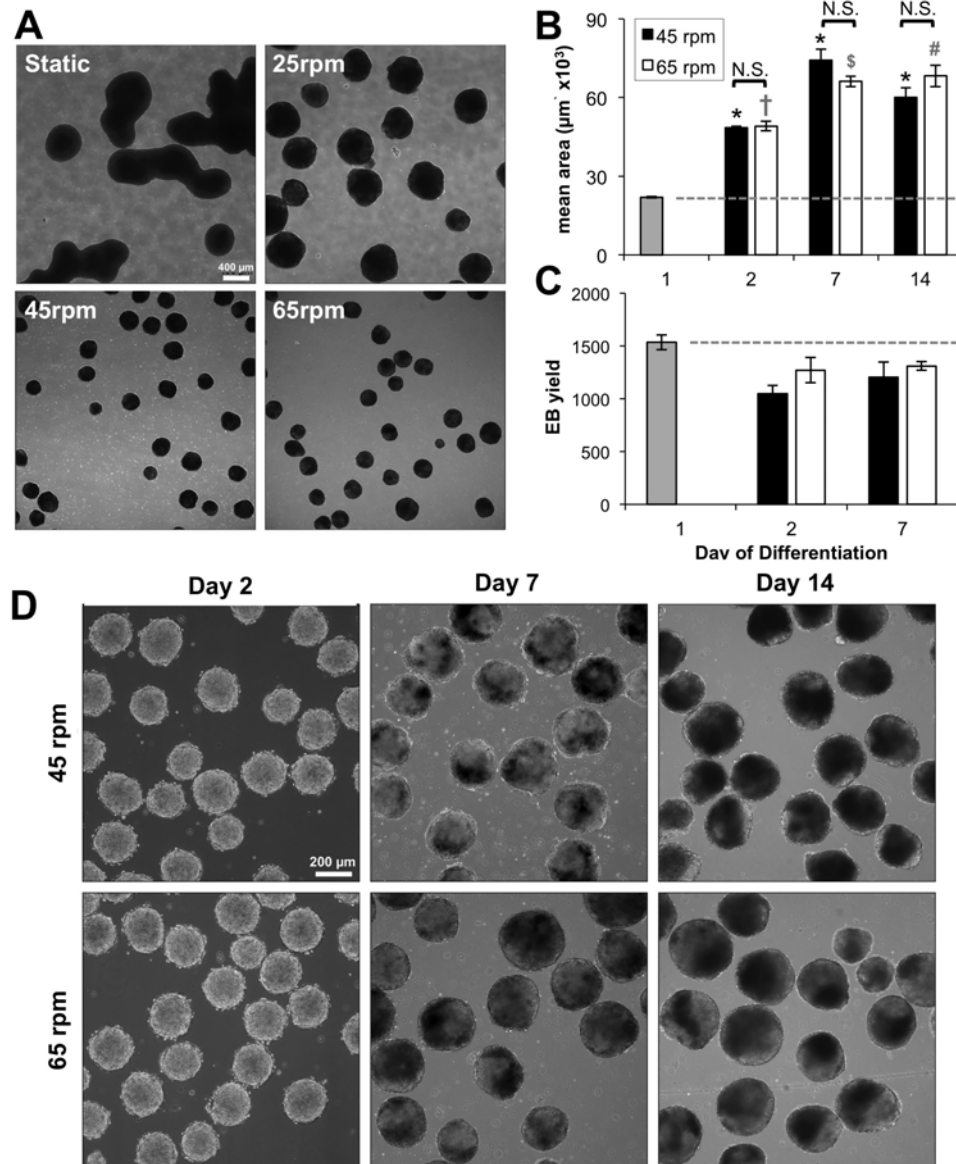 A
Static
25rpm
400 µm
45rpm
65rpm
B
45 rpm
65 rpm
mean area (µm` x10³)
90
60
30
0
N.S.
N.S.
N.S.
*
†
*
$
*
#
1
2
7
14
C
EB yield
2000
1500
1000
500
0
1
2
7
Dav of Differentiation
D
Day 2
Day 7
Day 14
45 rpm
200 µm
65 rpm